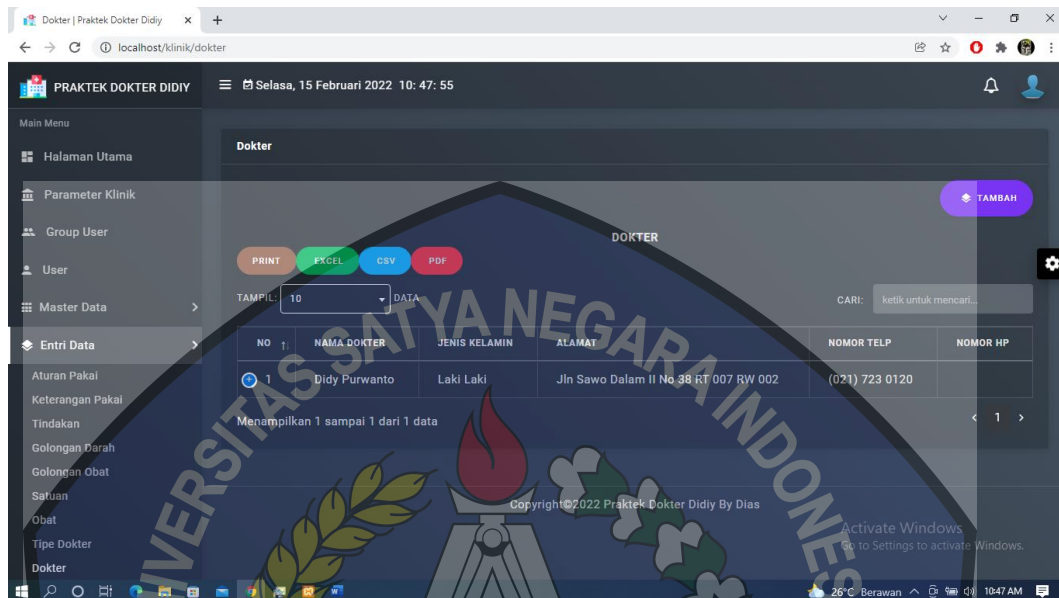 Dokter | Praktek Dokter Didiy
localhost/klinik/dokter
PRAKTEK DOKTER DIDIY
Selasa, 15 Februari 2022 10: 47: 55
Main Menu
Halaman Utama
Parameter Klinik
Group User
User
Master Data
Entri Data
Aturan Pakai
Keterangan Pakai
Tindakan
Golongan Darah
Golongan Obat
Satuan
Obat
Tipe Dokter
Dokter
Dokter
TAMBAH
DOKTER
PRINT EXCEL CSV PDF
TAMPIL: 10 DATA
CARI: ketik untuk mencari...
NO NAMA DOKTER JENIS KELAMIN ALAMAT NOMOR TELP NOMOR HP
1 Didy Purwanto Laki Laki Jln Sawo Dalam II No 38 RT 007 RW 002 (021) 723 0120
Menampilkan 1 sampai 1 dari 1 data
1
Copyright©2022 Praktek Dokter Didiy By Dias
Activate Windows
Go to Settings to activate Windows.
26°C Berawan 10:47 AM
IVERSITAS SATYA NEGARA INDONES